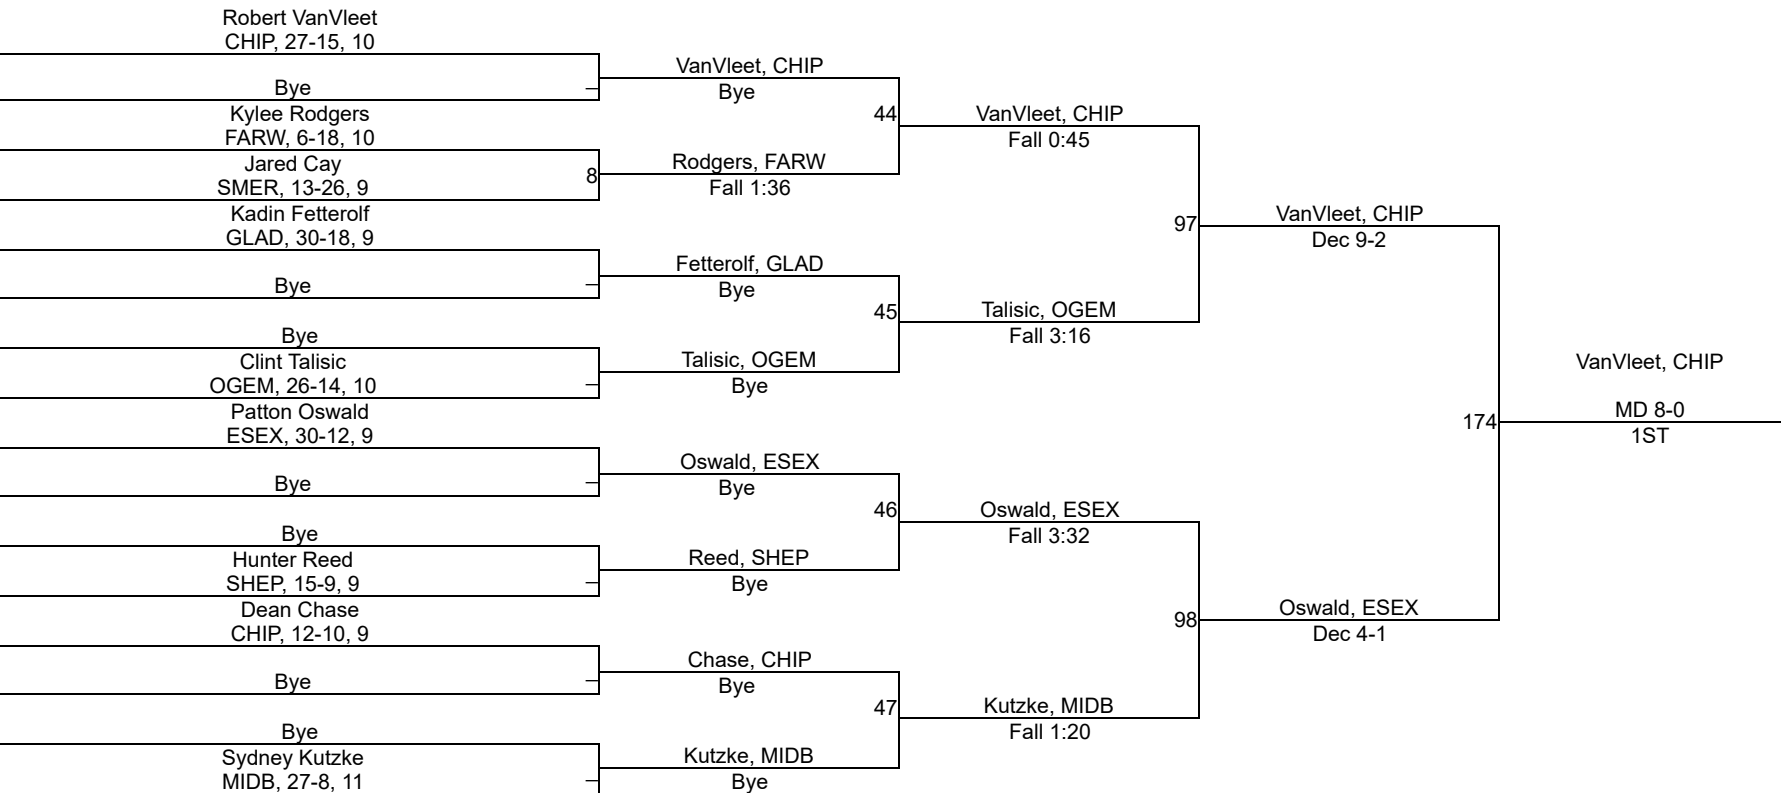 Robert VanVleet
CHIP, 27-15, 10
Bye
Kylee Rodgers
FARW, 6-18, 10
Jared Cay
SMER, 13-26, 9
8
Kadin Fetterolf
GLAD, 30-18, 9
Bye
Bye
Clint Talisic
OGEM, 26-14, 10
Patton Oswald
ESEX, 30-12, 9
Bye
Bye
Hunter Reed
SHEP, 15-9, 9
Dean Chase
CHIP, 12-10, 9
Bye
Bye
Sydney Kutzke
MIDB, 27-8, 11
VanVleet, CHIP
Bye
44
Rodgers, FARW
Fall 1:36
Fetterolf, GLAD
Bye
45
Talisic, OGEM
Bye
Oswald, ESEX
Bye
46
Reed, SHEP
Bye
Chase, CHIP
Bye
47
Kutzke, MIDB
Bye
VanVleet, CHIP
Fall 0:45
97
Talisic, OGEM
Fall 3:16
Oswald, ESEX
Fall 3:32
98
Kutzke, MIDB
Fall 1:20
VanVleet, CHIP
Dec 9-2
174
Oswald, ESEX
Dec 4-1
VanVleet, CHIP
MD 8-0
1ST